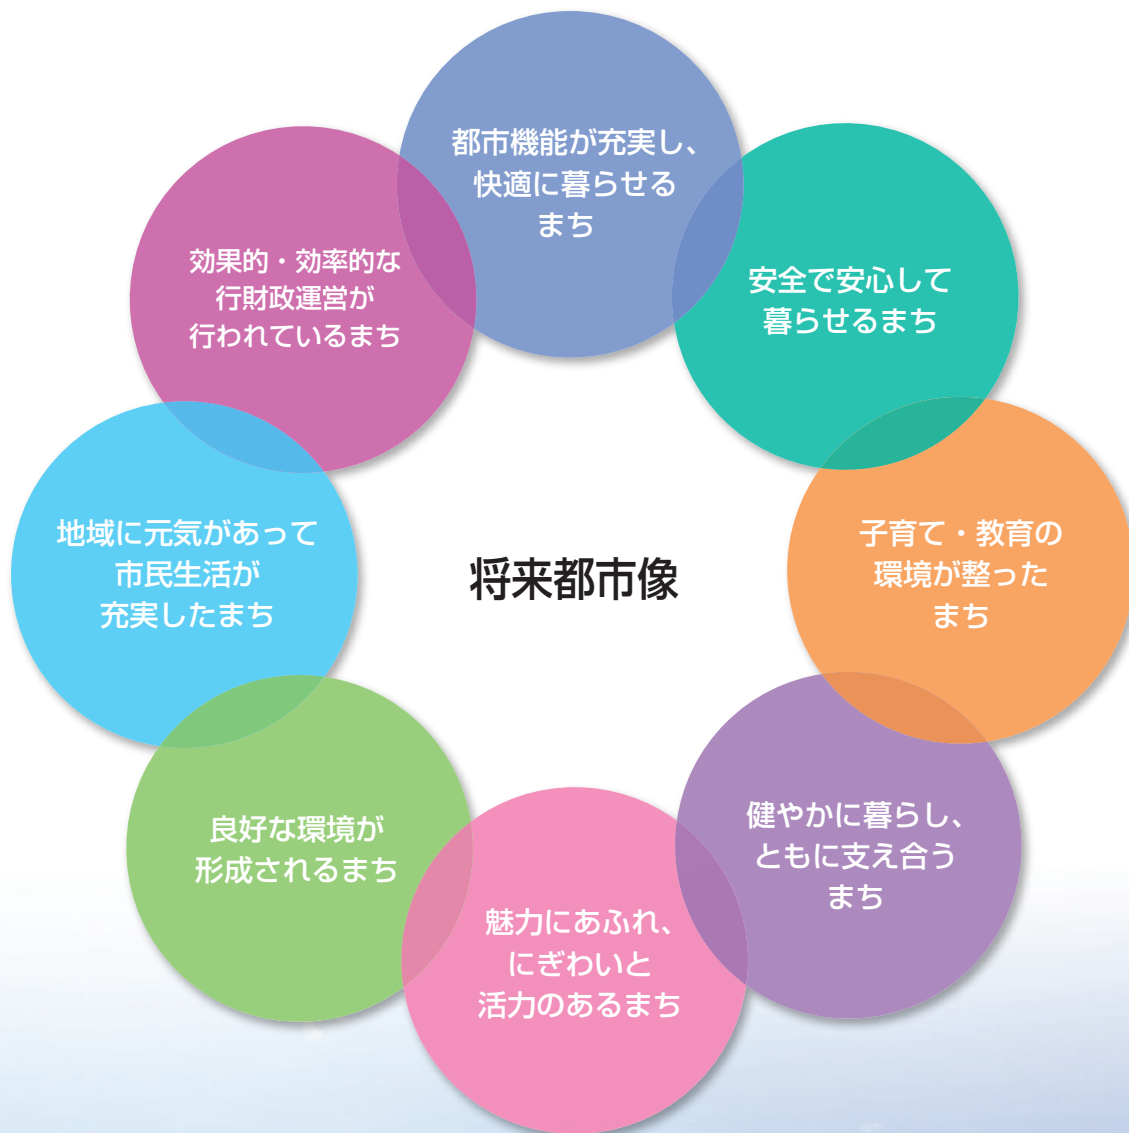 都市機能が充実し、
快適に暮らせる
まち
安全で安心して
暮らせるまち
子育て・教育の
環境が整った
まち
健やかに暮らし、
ともに支え合う
まち
魅力にあふれ、
にぎわいと
活力のあるまち
良好な環境が
形成されるまち
地域に元気があって
市民生活が
充実したまち
効果的・効率的な
行財政運営が
行われているまち
将来都市像